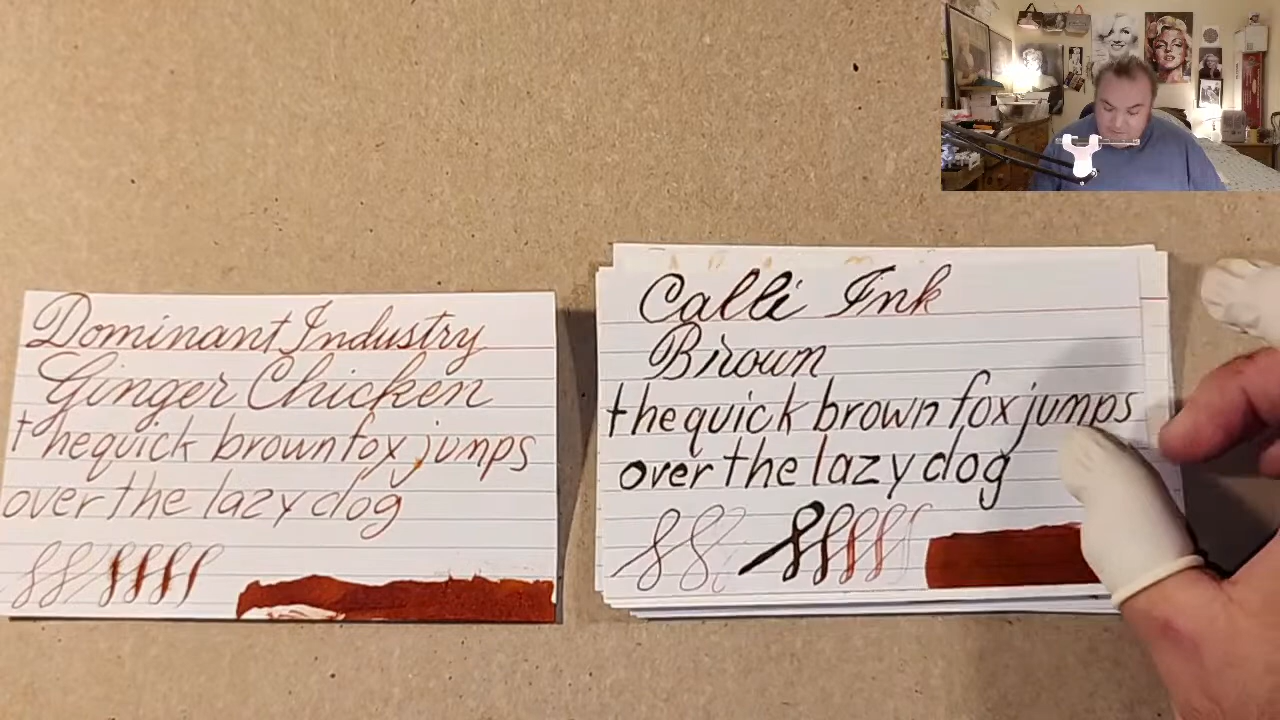 Dominant Industry
Ginger Chicken
the quick brown fox jumps
over the lazy dog
Calli Ink
Brown
the quick brown fox jumps
over the lazy dog